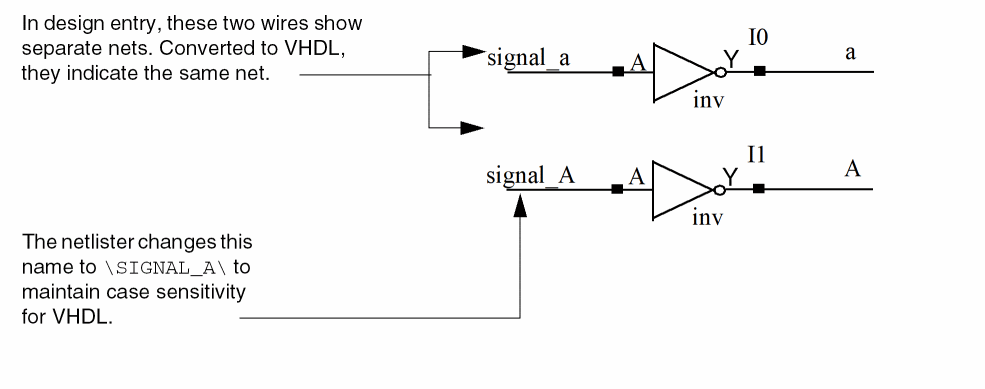 In design entry, these two wires show
separate nets. Converted to VHDL,
they indicate the same net.
signal_a
A
Y
I0
a
inv
signal_A
A
Y
I1
A
inv
The netlister changes this
name to \SIGNAL_A\ to
maintain case sensitivity
for VHDL.